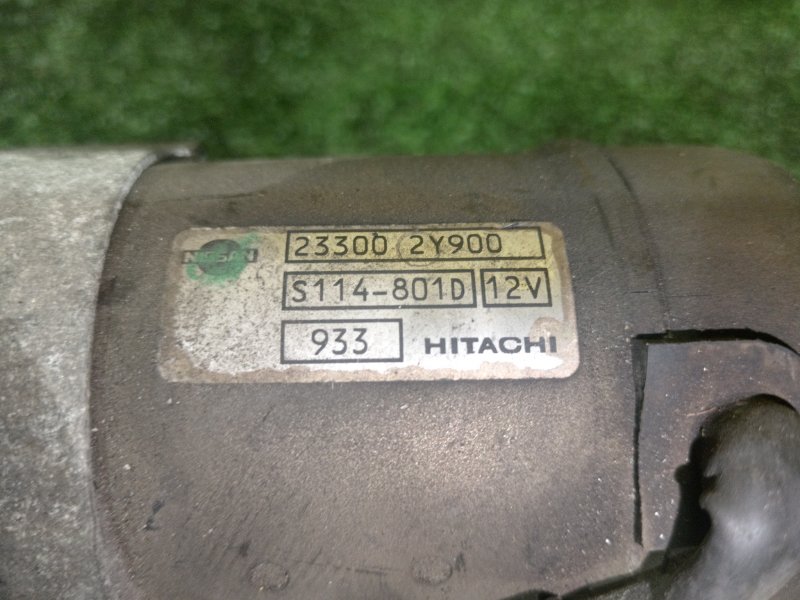 NISSAN 23300 2Y900
S114-801D 12V
933 HITACHI